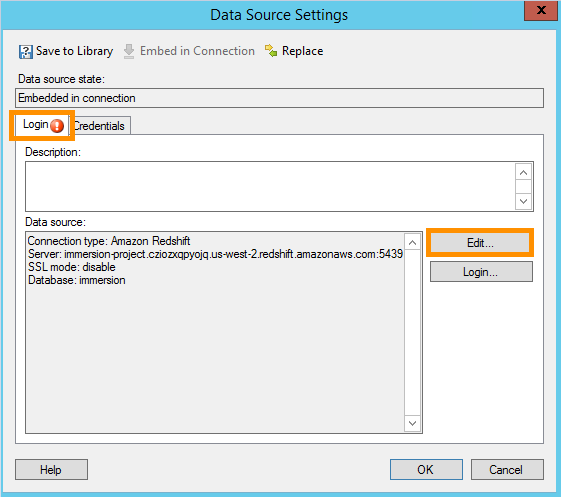 Data Source Settings
x
Save to Library Embed in Connection Replace
Data source state:
Embedded in connection
Login ! Credentials
Description:
Data source:
Connection type: Amazon Redshift
Server: immersion-project.cziozxqpyojq.us-west-2.redshift.amazonaws.com:5439
SSL mode: disable
Database: immersion
Edit...
Login...
Help
OK
Cancel